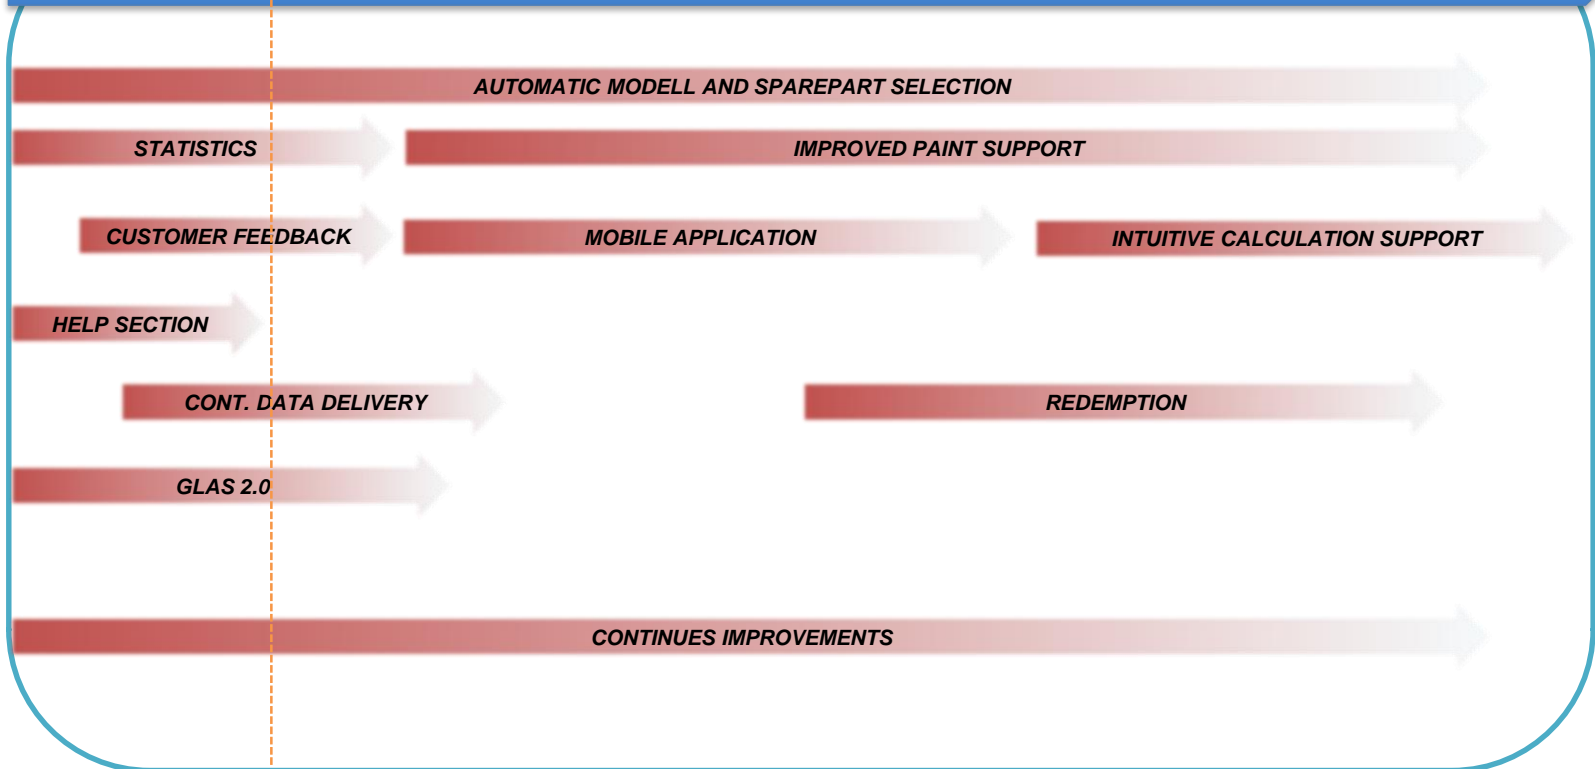 AUTOMATIC MODELL AND SPAREPART SELECTION
STATISTICS
IMPROVED PAINT SUPPORT
CUSTOMER FEEDBACK
MOBILE APPLICATION
INTUITIVE CALCULATION SUPPORT
HELP SECTION
CONT. DATA DELIVERY
REDEMPTION
GLAS 2.0
CONTINUES IMPROVEMENTS